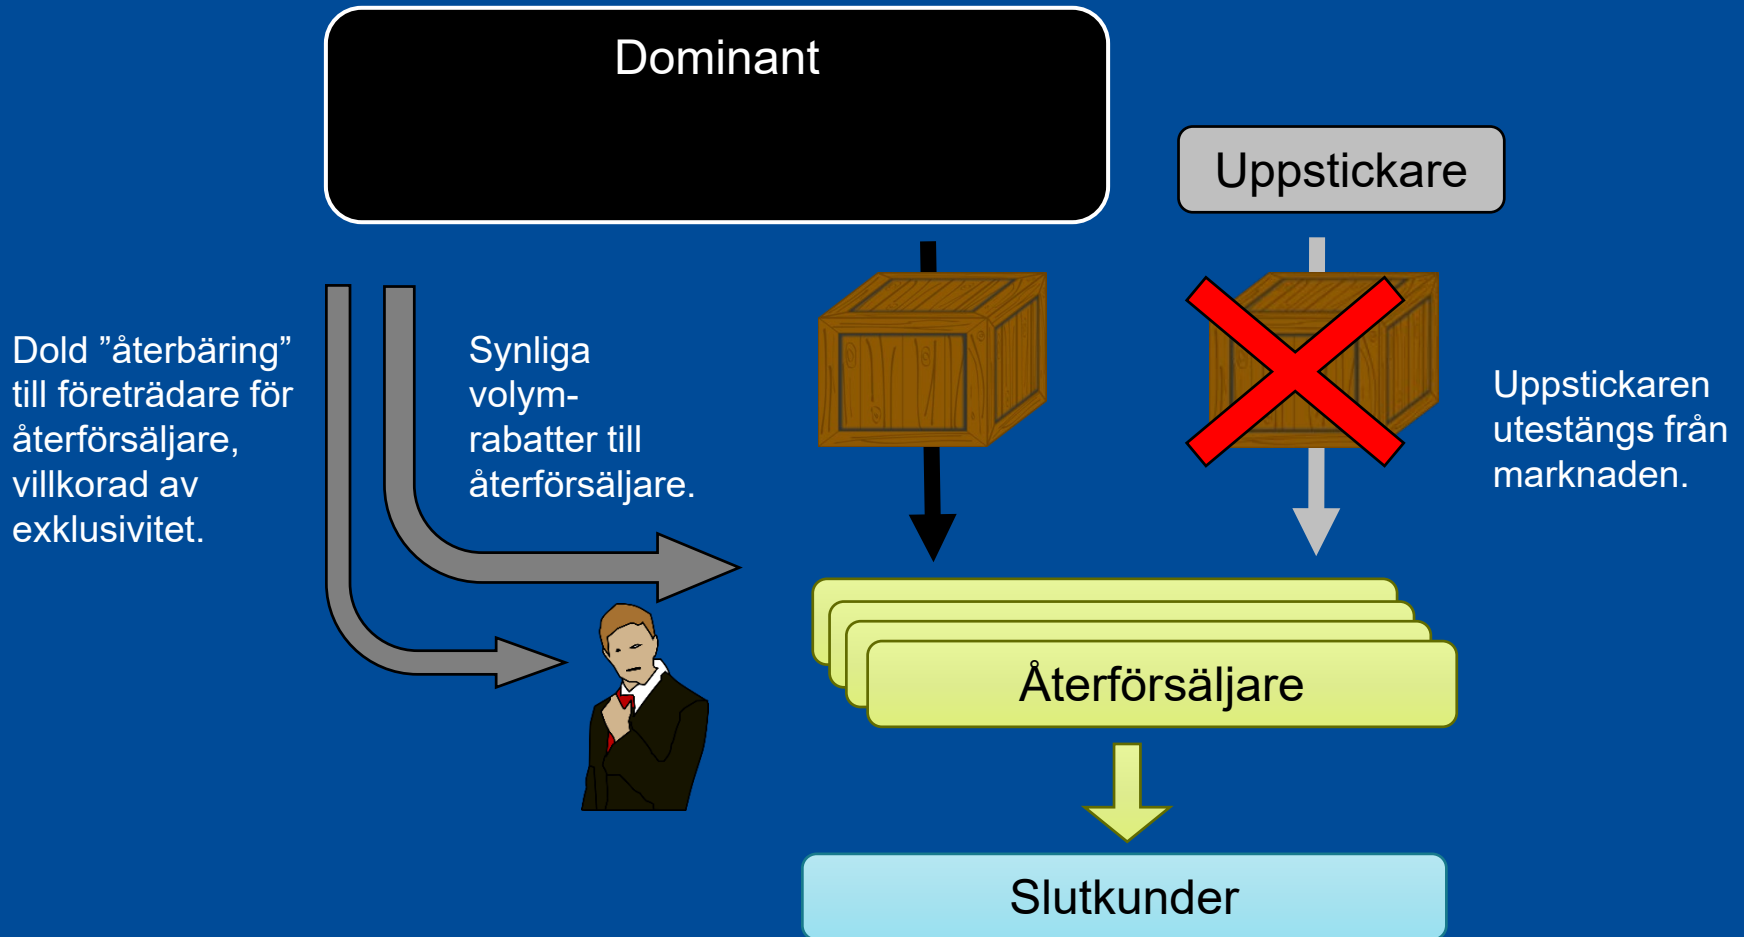 Dominant
Uppstickare
Dold ”återbäring”
till företrädare för
återförsäljare,
villkorad av
exklusivitet.
Synliga
volym-
rabatter till
återförsäljare.
Uppstickaren
utestängs från
marknaden.
Återförsäljare
Slutkunder